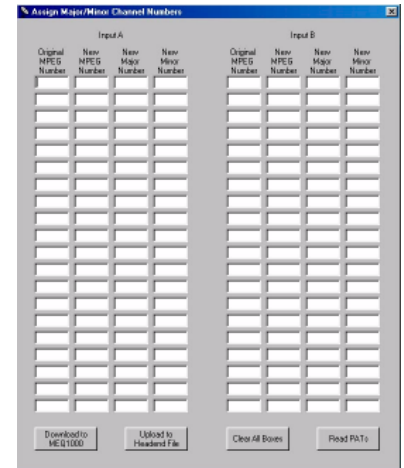 Assign Major/Minor Channel Numbers
Input A
Input B
Original MPEG Number
New MPEG Number
New Major Number
New Minor Number
Original MPEG Number
New MPEG Number
New Major Number
New Minor Number
Download to MEQ1000
Upload to Headend File
Clear All Boxes
Read PATs